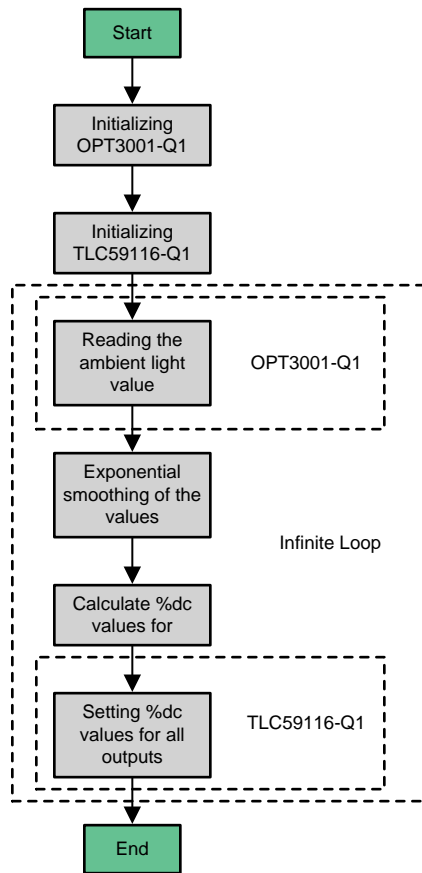 Start
Initializing
OPT3001-Q1
Initializing
TLC59116-Q1
Reading the
ambient light
value
OPT3001-Q1
Exponential
smoothing of the
values
Infinite Loop
Calculate %dc
values for
Setting %dc
values for all
outputs
TLC59116-Q1
End